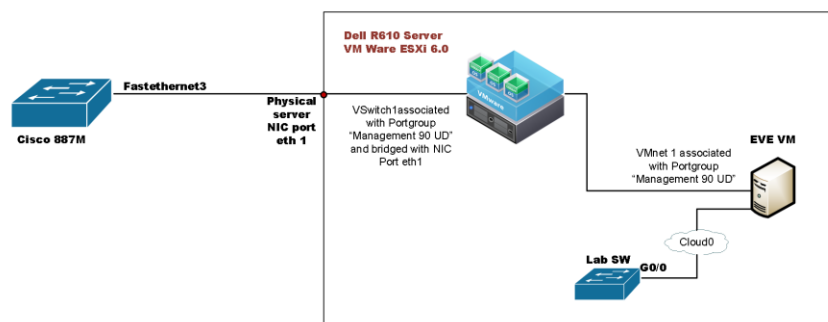 Dell R610 Server
VM Ware ESXi 6.0
Fastethernet3
Cisco 887M
Physical
server
NIC port
eth 1
VMware
VSwitch1associated
with Portgroup
“Management 90 UD”
and bridged with NIC
Port eth1
EVE VM
VMnet 1 associated
with Portgroup
“Management 90 UD”
Cloud0
Lab SW
G0/0